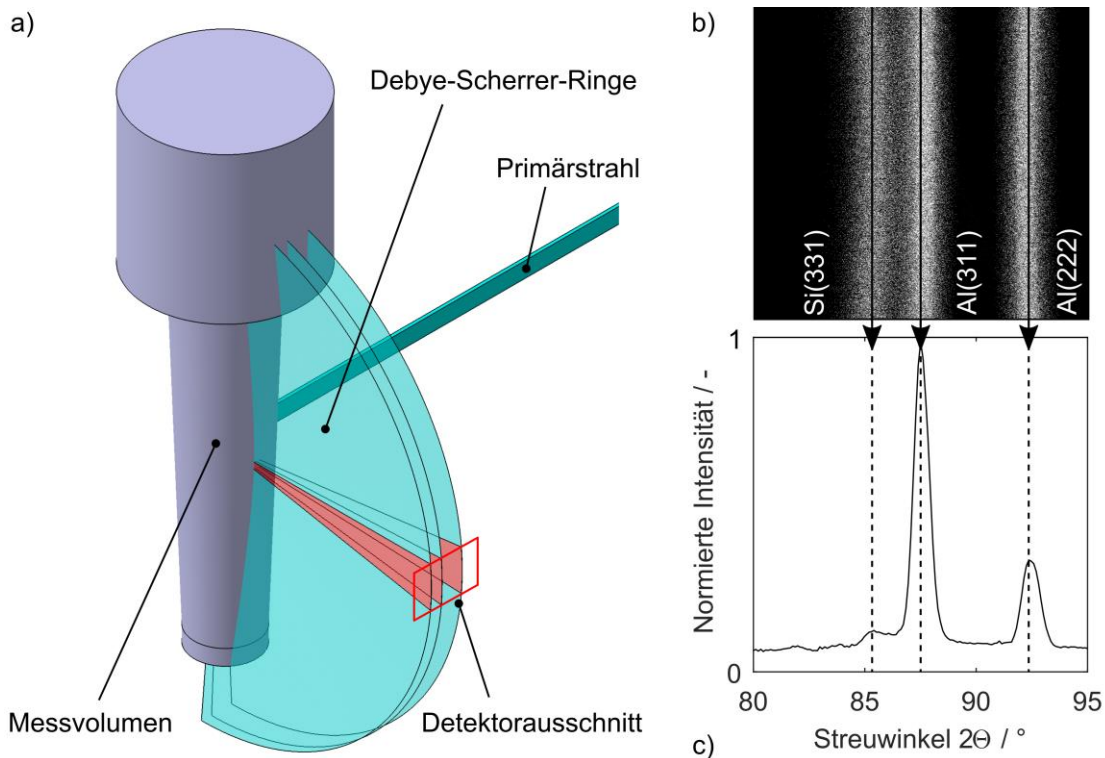 a)
Debye-Scherrer-Ringe
Primärstrahl
Messvolumen
Detektorausschnitt
b)
Si(331)
Al(311)
Al(222)
1
Normierte Intensität / -
0
80
85
90
95
c)
Streuwinkel 2Θ / °